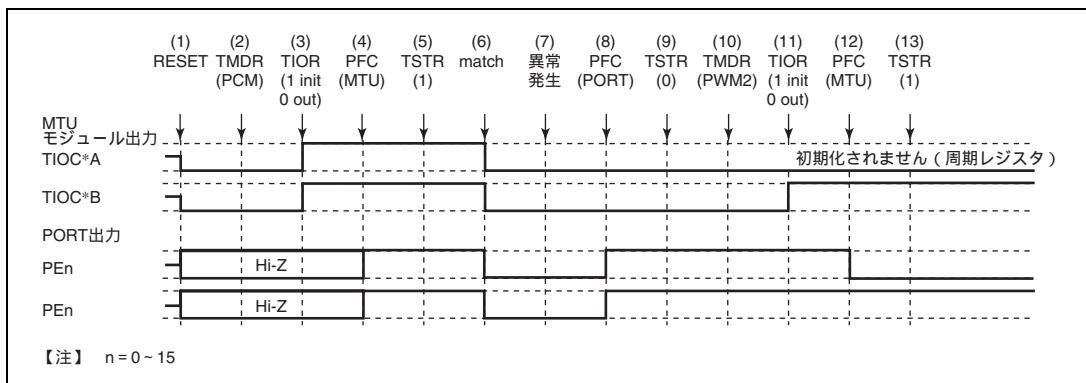 (1) (2) (3) (4) (5) (6) (7) (8) (9) (10) (11) (12) (13)
RESET TMDR TIOR PFC TSTR match 異常 PFC TSTR TMDR TIOR PFC TSTR
(PCM) (1 init (MTU) (1) 発生 (PORT) (0) (PWM2) (1 init (MTU) (1)
0 out) 0 out)
MTU
モジュール出力
TIOC*A 初期化されません（周期レジスタ）
TIOC*B
PORT出力
PEn Hi-Z
PEn Hi-Z
【注】 n = 0 ~ 15